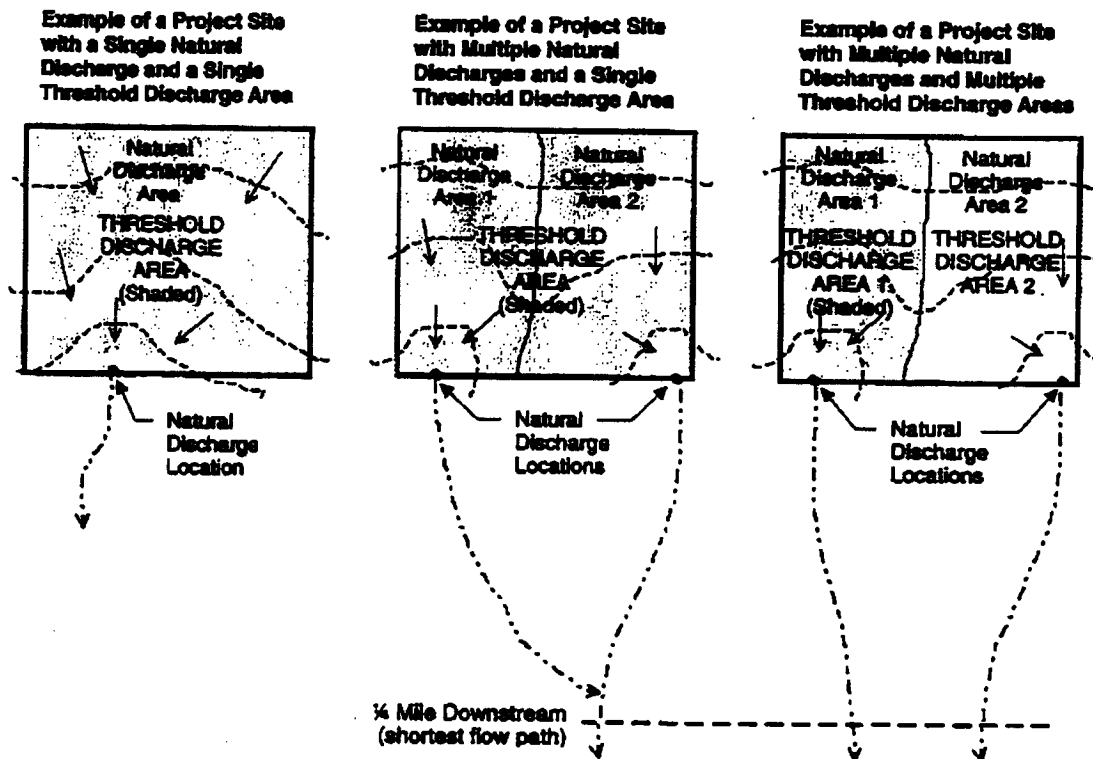 Example of a Project Site
with a Single Natural
Discharge and a Single
Threshold Discharge Area
Natural
Discharge
Area
THRESHOLD
DISCHARGE
AREA
(Shaded)
Natural
Discharge
Location
Example of a Project Site
with Multiple Natural
Discharges and a Single
Threshold Discharge Area
Natural
Discharge
Area 1
Natural
Discharge
Area 2
THRESHOLD
DISCHARGE
AREA
(Shaded)
Natural
Discharge
Locations
¼ Mile Downstream
(shortest flow path)
Example of a Project Site
with Multiple Natural
Discharges and Multiple
Threshold Discharge Areas
Natural
Discharge
Area 1
Natural
Discharge
Area 2
THRESHOLD
DISCHARGE
AREA 1
(Shaded)
THRESHOLD
DISCHARGE
AREA 2
Natural
Discharge
Locations